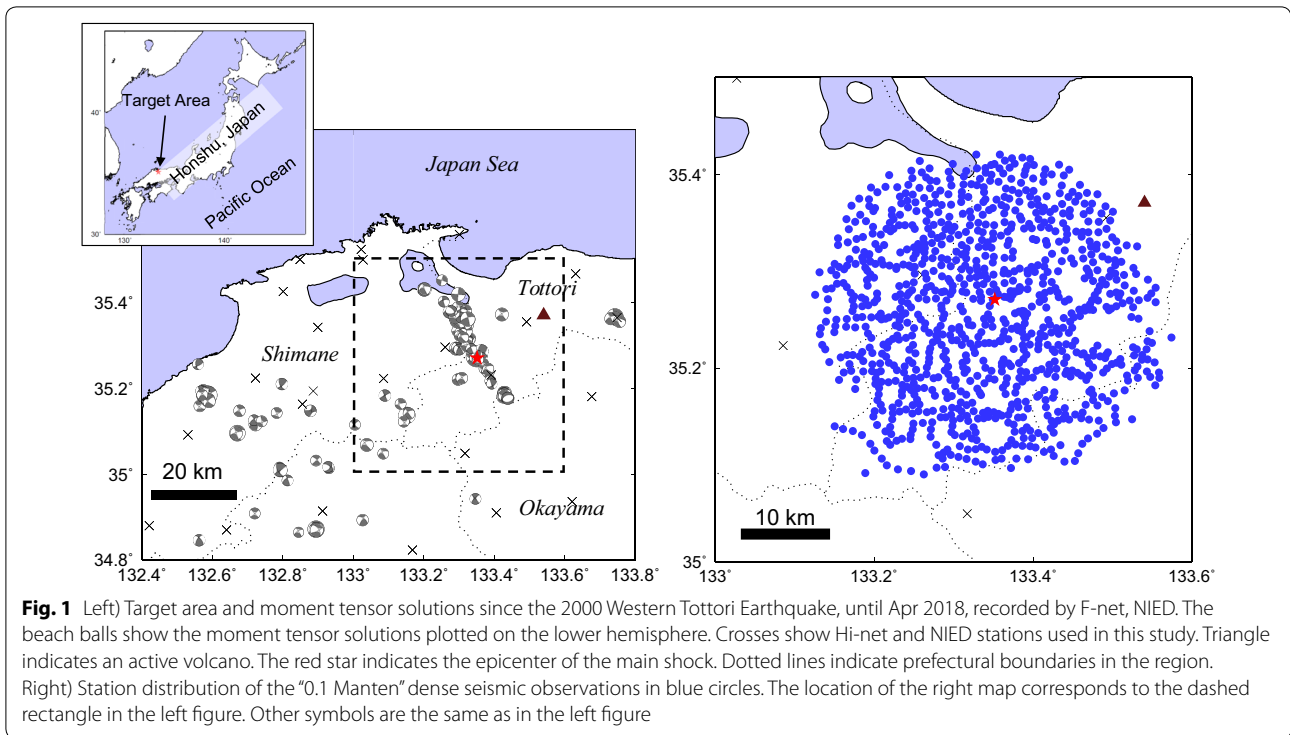 Target Area
Honshu, Japan
Pacific Ocean
40˚
30˚
130˚
140˚
Japan Sea
Tottori
Shimane
Okayama
20 km
35.4˚
35.2˚
35˚
34.8˚
132.4˚ 132.6˚ 132.8˚ 133˚ 133.2˚ 133.4˚ 133.6˚ 133.8˚
35.4˚
35.2˚
35˚
10 km
133˚ 133.2˚ 133.4˚ 133.6˚
Fig. 1 Left) Target area and moment tensor solutions since the 2000 Western Tottori Earthquake, until Apr 2018, recorded by F-net, NIED. The
beach balls show the moment tensor solutions plotted on the lower hemisphere. Crosses show Hi-net and NIED stations used in this study. Triangle
indicates an active volcano. The red star indicates the epicenter of the main shock. Dotted lines indicate prefectural boundaries in the region.
Right) Station distribution of the “0.1 Manten” dense seismic observations in blue circles. The location of the right map corresponds to the dashed
rectangle in the left figure. Other symbols are the same as in the left figure